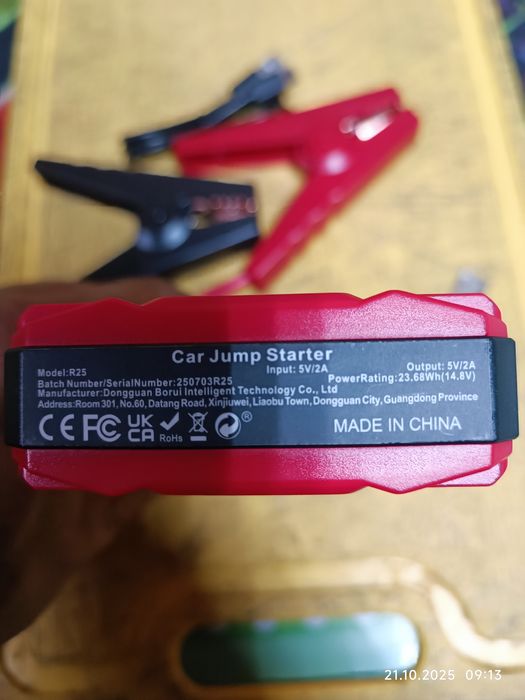 Car Jump Starter
Model:R25 Input: 5V/2A Output: 5V/2A
Batch Number/SerialNumber:250703R25 PowerRating:23.68Wh(14.8V)
Manufacturer:Dongguan Borui Intelligent Technology Co., Ltd
Address:Room 301, No.60, Datang Road, Xinjiuwei, Liaobu Town, Dongguan City, Guangdong Province
CE FC UK CA RoHs ® MADE IN CHINA
21.10.2025 09:13